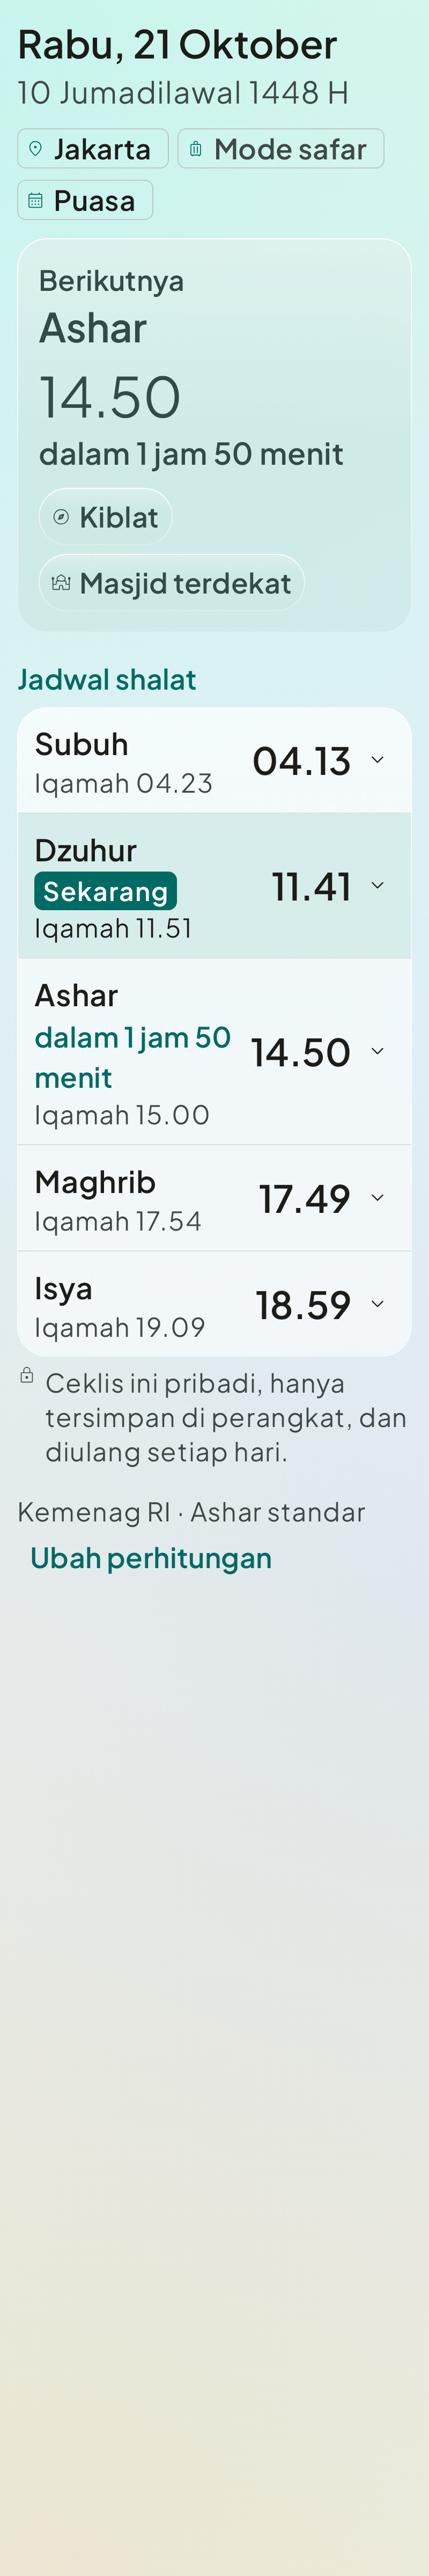 Rabu, 21 Oktober
10 Jumadilawal 1448 H
Jakarta
Mode safar
Puasa
Berikutnya
Ashar
14.50
dalam 1 jam 50 menit
Kiblat
Masjid terdekat
Jadwal shalat
Subuh
Iqamah 04.23
04.13
Dzuhur
Sekarang
Iqamah 11.51
11.41
Ashar
dalam 1 jam 50
menit
Iqamah 15.00
14.50
Maghrib
Iqamah 17.54
17.49
Isya
Iqamah 19.09
18.59
Ceklis ini pribadi, hanya
tersimpan di perangkat, dan
diulang setiap hari.
Kemenag RI · Ashar standar
Ubah perhitungan